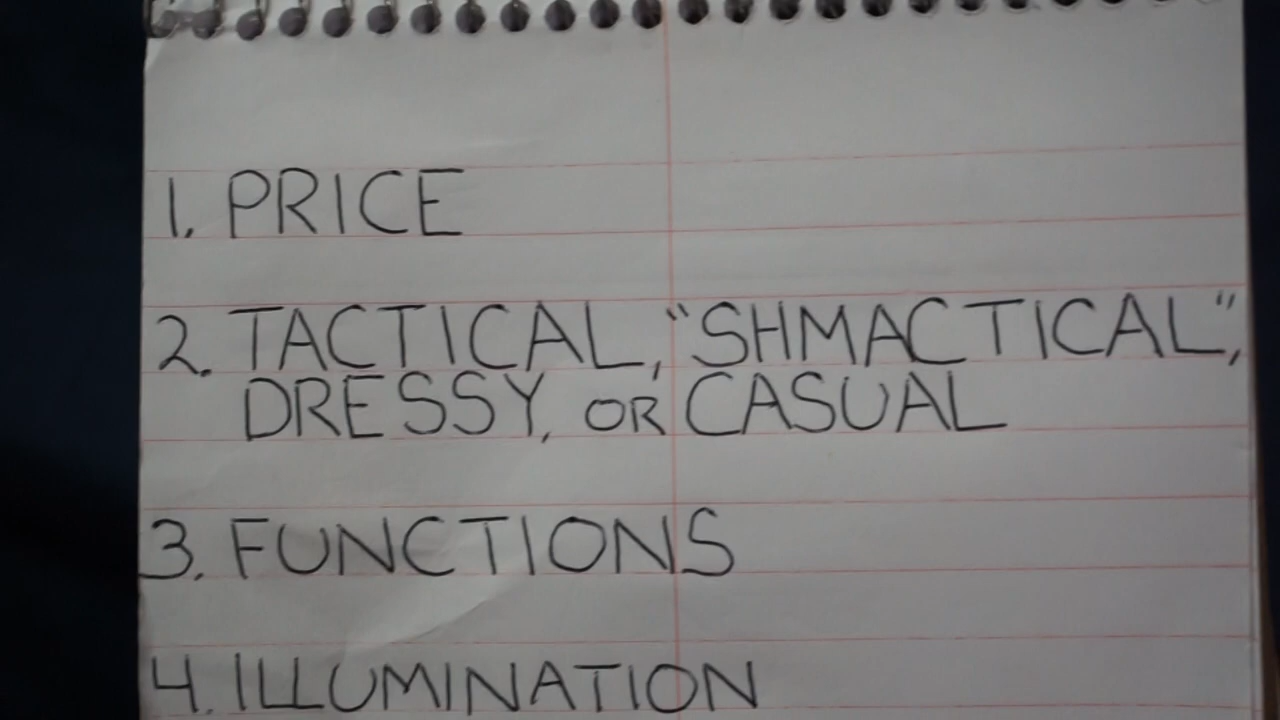 1. PRICE
2. TACTICAL, "SHMACTICAL",
DRESSY, OR CASUAL
3. FUNCTIONS
4. ILLUMINATION